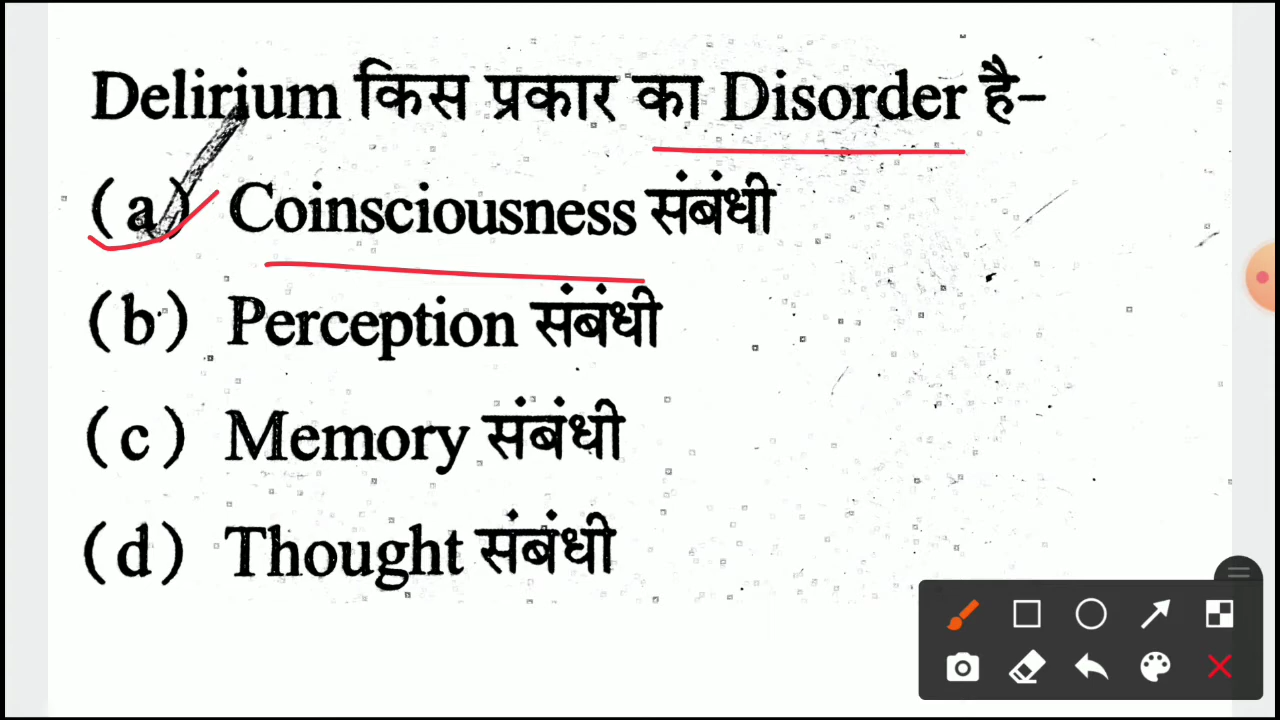 Delirium किस प्रकार का Disorder है–
(a) Coinsciousness संबंधी
(b) Perception संबंधी
(c) Memory संबंधी
(d) Thought संबंधी